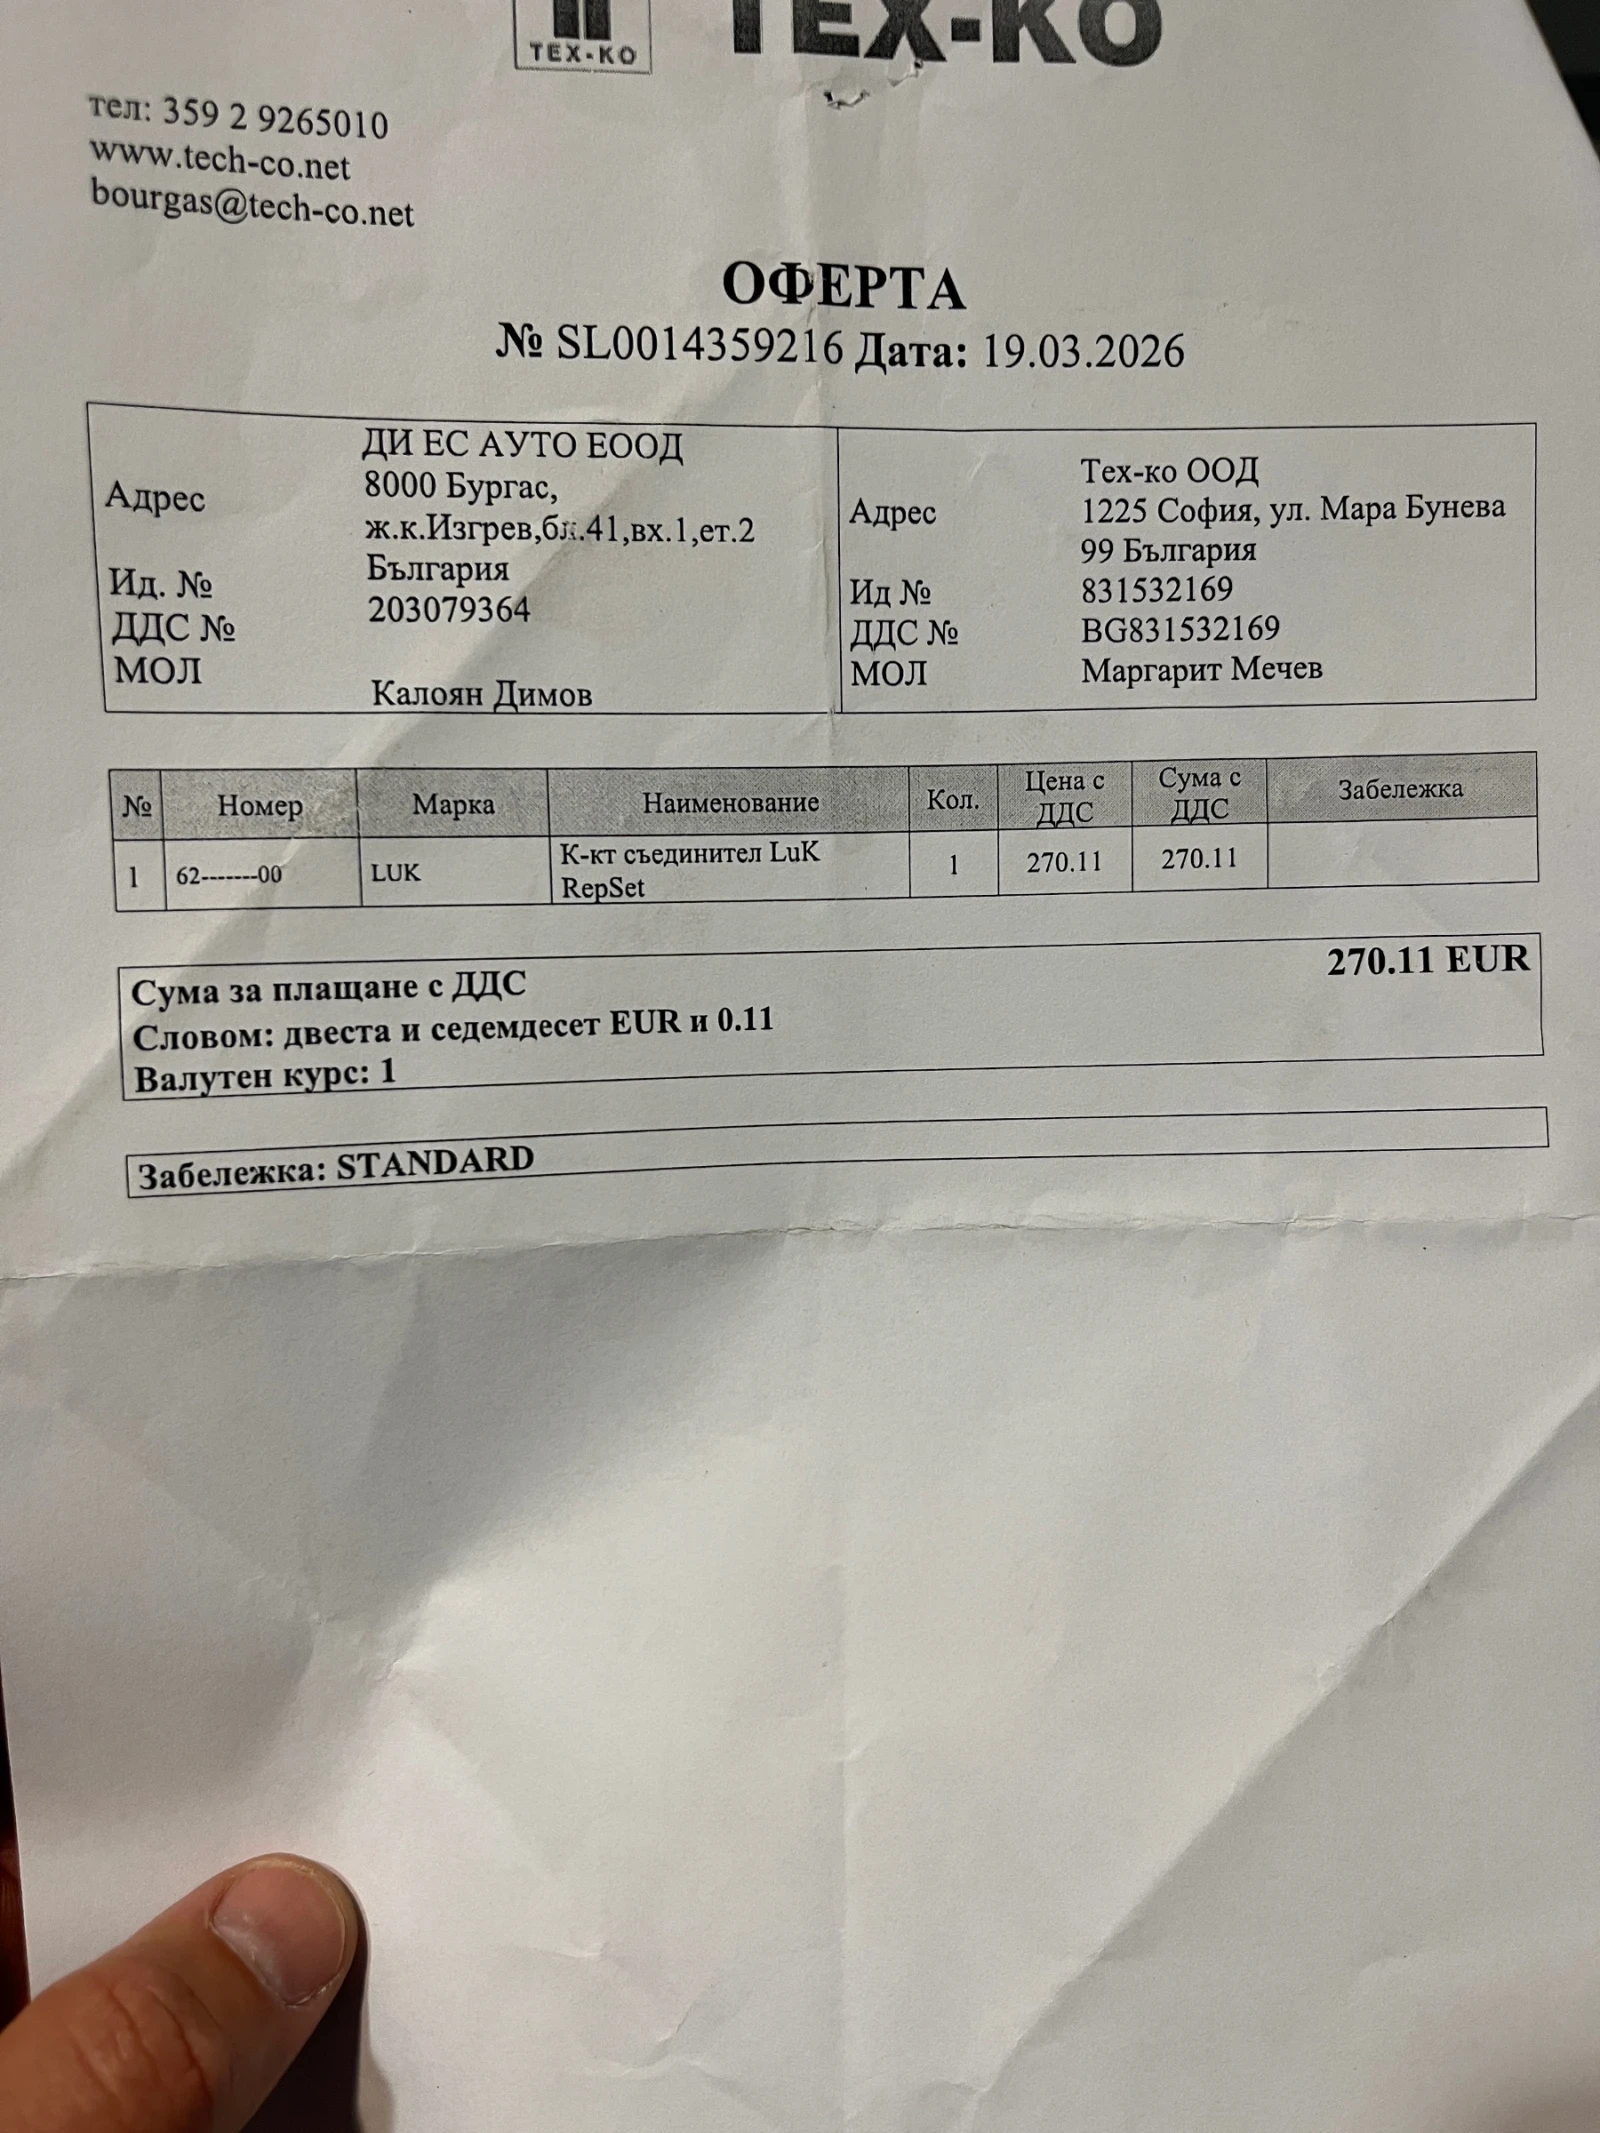 ТЕХ-КО
ТЕХ-КО
тел: 359 2 9265010
www.tech-co.net
bourgas@tech-co.net
ОФЕРТА
№ SL0014359216 Дата: 19.03.2026
ДИ ЕС АУТО ЕООД
Адрес 8000 Бургас,
ж.к.Изгрев,бл.41,вх.1,ет.2
България
Ид. № 203079364
ДДС №
МОЛ Калоян Димов
Тех-ко ООД
Адрес 1225 София, ул. Мара Бунева
99 България
Ид № 831532169
ДДС № BG831532169
МОЛ Маргарит Мечев
№ Номер Марка Наименование Кол. Цена с ДДС Сума с ДДС Забележка
1 62-------00 LUK К-кт съединител LuK RepSet 1 270.11 270.11
Сума за плащане с ДДС 270.11 EUR
Словом: двеста и седемдесет EUR и 0.11
Валутен курс: 1
Забележка: STANDARD